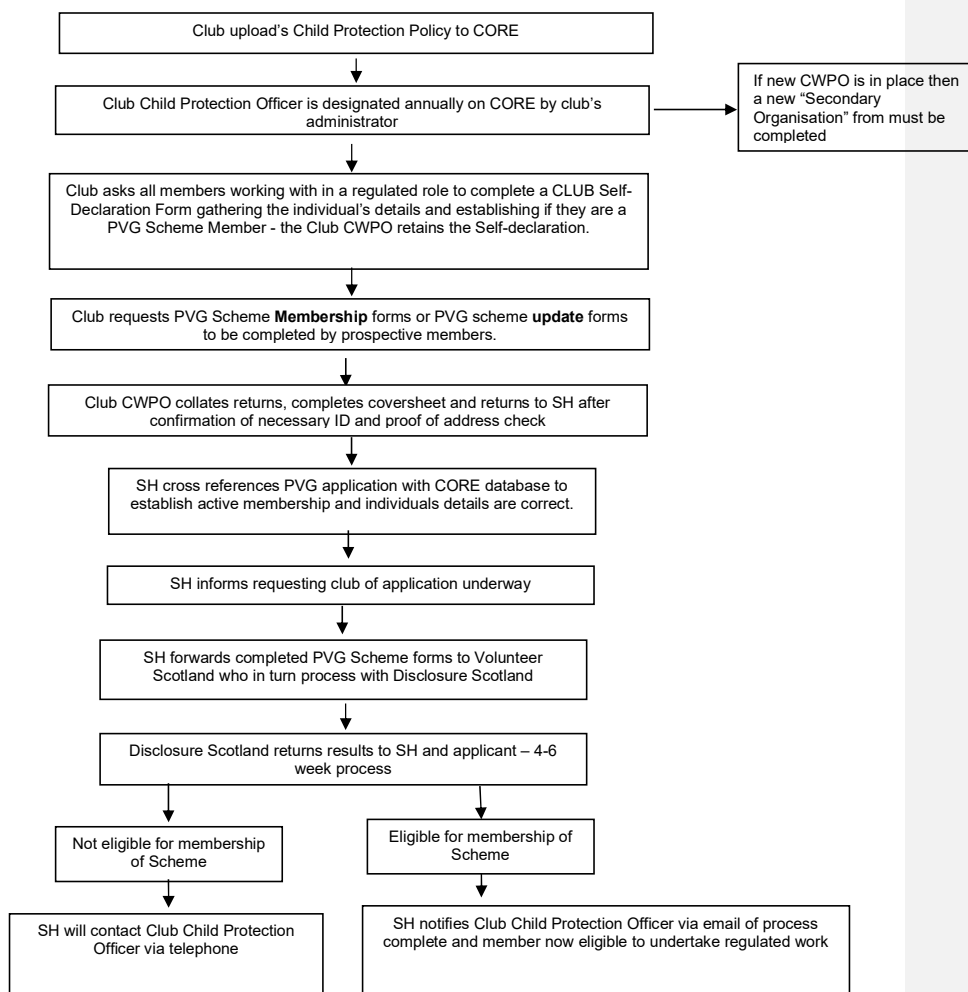 Club upload's Child Protection Policy to CORE
Club Child Protection Officer is designated annually on CORE by club's
administrator
If new CWPO is in place then
a new "Secondary
Organisation" from must be
completed
Club asks all members working with in a regulated role to complete a CLUB Self-
Declaration Form gathering the individual's details and establishing if they are a
PVG Scheme Member - the Club CWPO retains the Self-declaration.
Club requests PVG Scheme Membership forms or PVG scheme update forms
to be completed by prospective members.
Club CWPO collates returns, completes coversheet and returns to SH after
confirmation of necessary ID and proof of address check
SH cross references PVG application with CORE database to
establish active membership and individuals details are correct.
SH informs requesting club of application underway
SH forwards completed PVG Scheme forms to Volunteer
Scotland who in turn process with Disclosure Scotland
Disclosure Scotland returns results to SH and applicant – 4-6
week process
Not eligible for membership
of Scheme
Eligible for membership of
Scheme
SH will contact Club Child Protection
Officer via telephone
SH notifies Club Child Protection Officer via email of process
complete and member now eligible to undertake regulated work